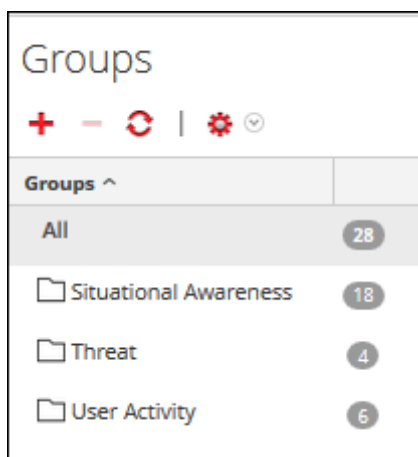 Groups
Groups
All 28
Situational Awareness 18
Threat 4
User Activity 6